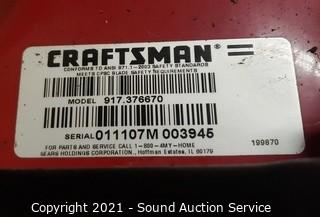 CRAFTSMAN®
CONFORMS TO ANSI B71.1-2003 SAFETY STANDARDS
MEETS CPSC BLADE SAFETY REQUIREMENTS
MODEL 917.376670
SERIAL 011107M 003945
FOR PARTS AND SERVICE CALL 1-800-4MY-HOME
SEARS HOLDINGS CORPORATION., Hoffman Estates, IL 60179
199870
Copyright 2021 - Sound Auction Service